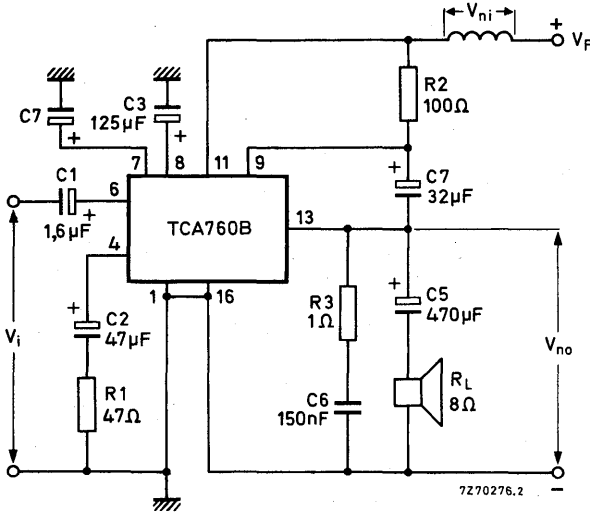 Vni
+
VP
R2
100Ω
C7
+
C3
125µF
+
7
8
11
9
+
C7
32µF
C1
+
1,6µF
6
TCA760B
13
4
1
16
+
C2
47µF
R3
1Ω
+
C5
470µF
Vi
Vno
R1
47Ω
C6
150nF
RL
8Ω
7Z70276.2
−